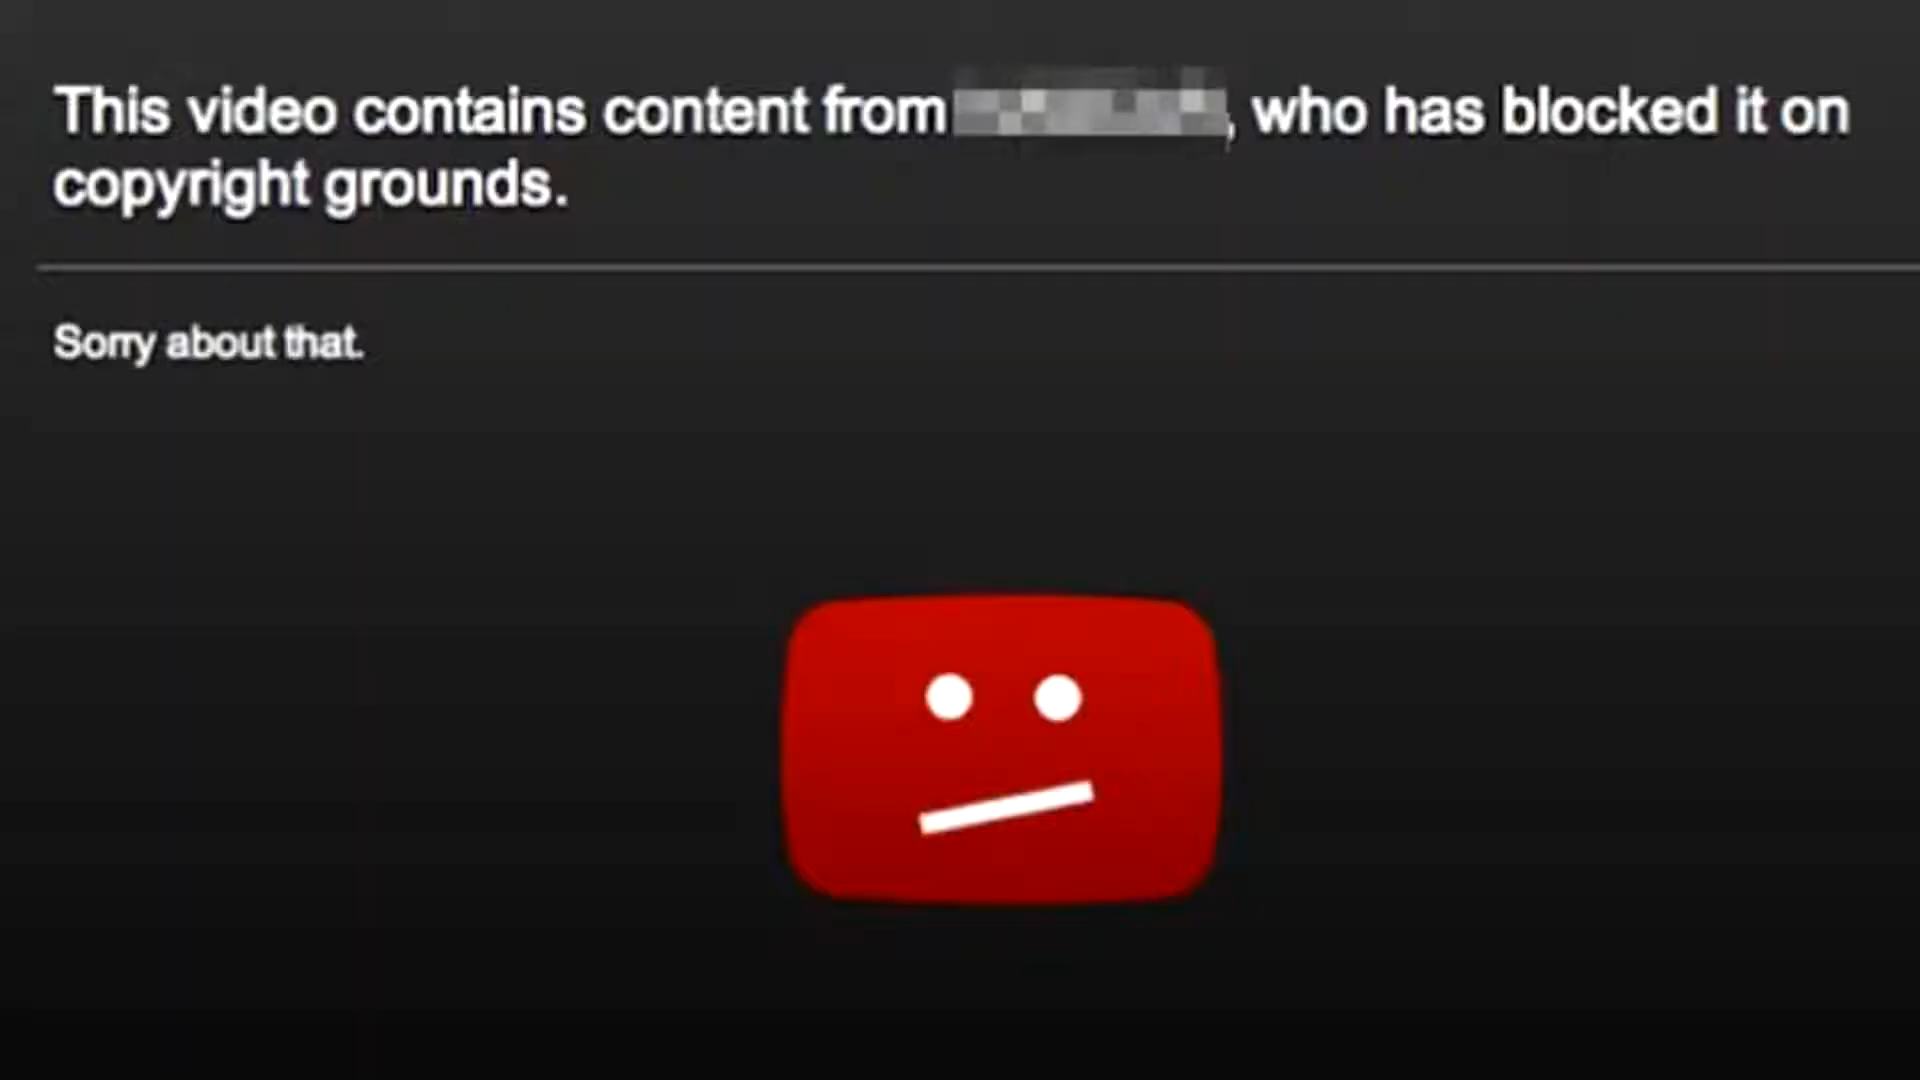 This video contains content from , who has blocked it on
copyright grounds.
Sorry about that.